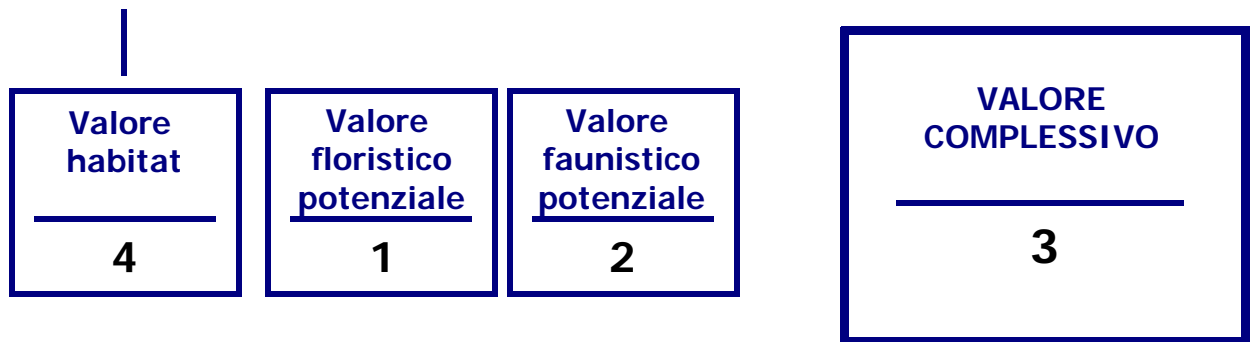 Valore
habitat
4
Valore
floristico
potenziale
1
Valore
faunistico
potenziale
2
VALORE
COMPLESSIVO
3